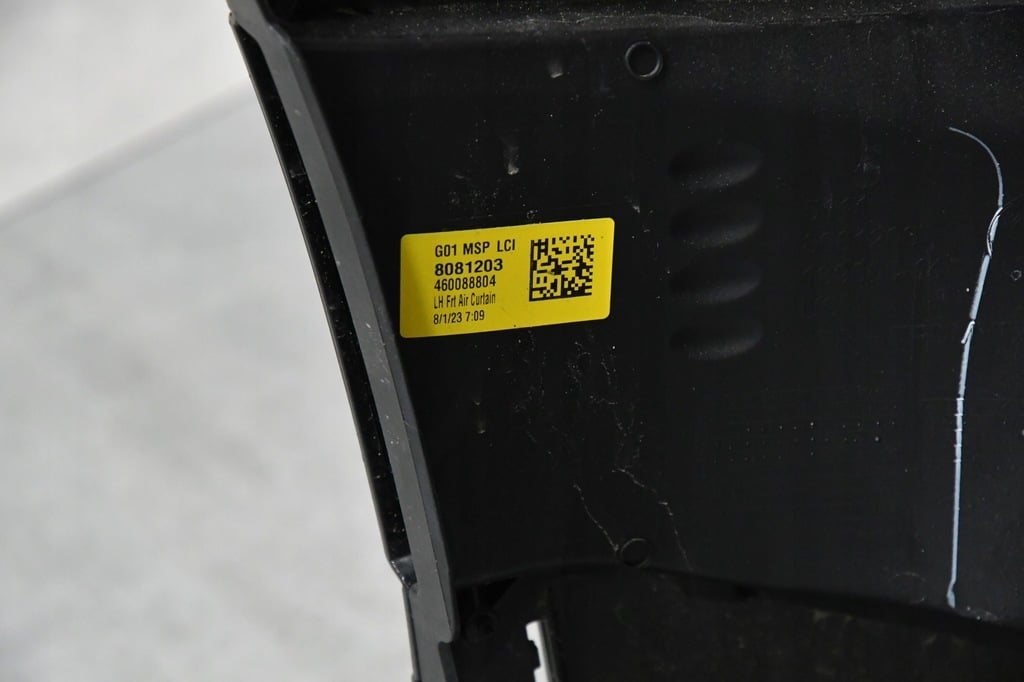 G01 MSP LCI
8081203
460088804
LH Frt Air Curtain
8/1/23 7:09